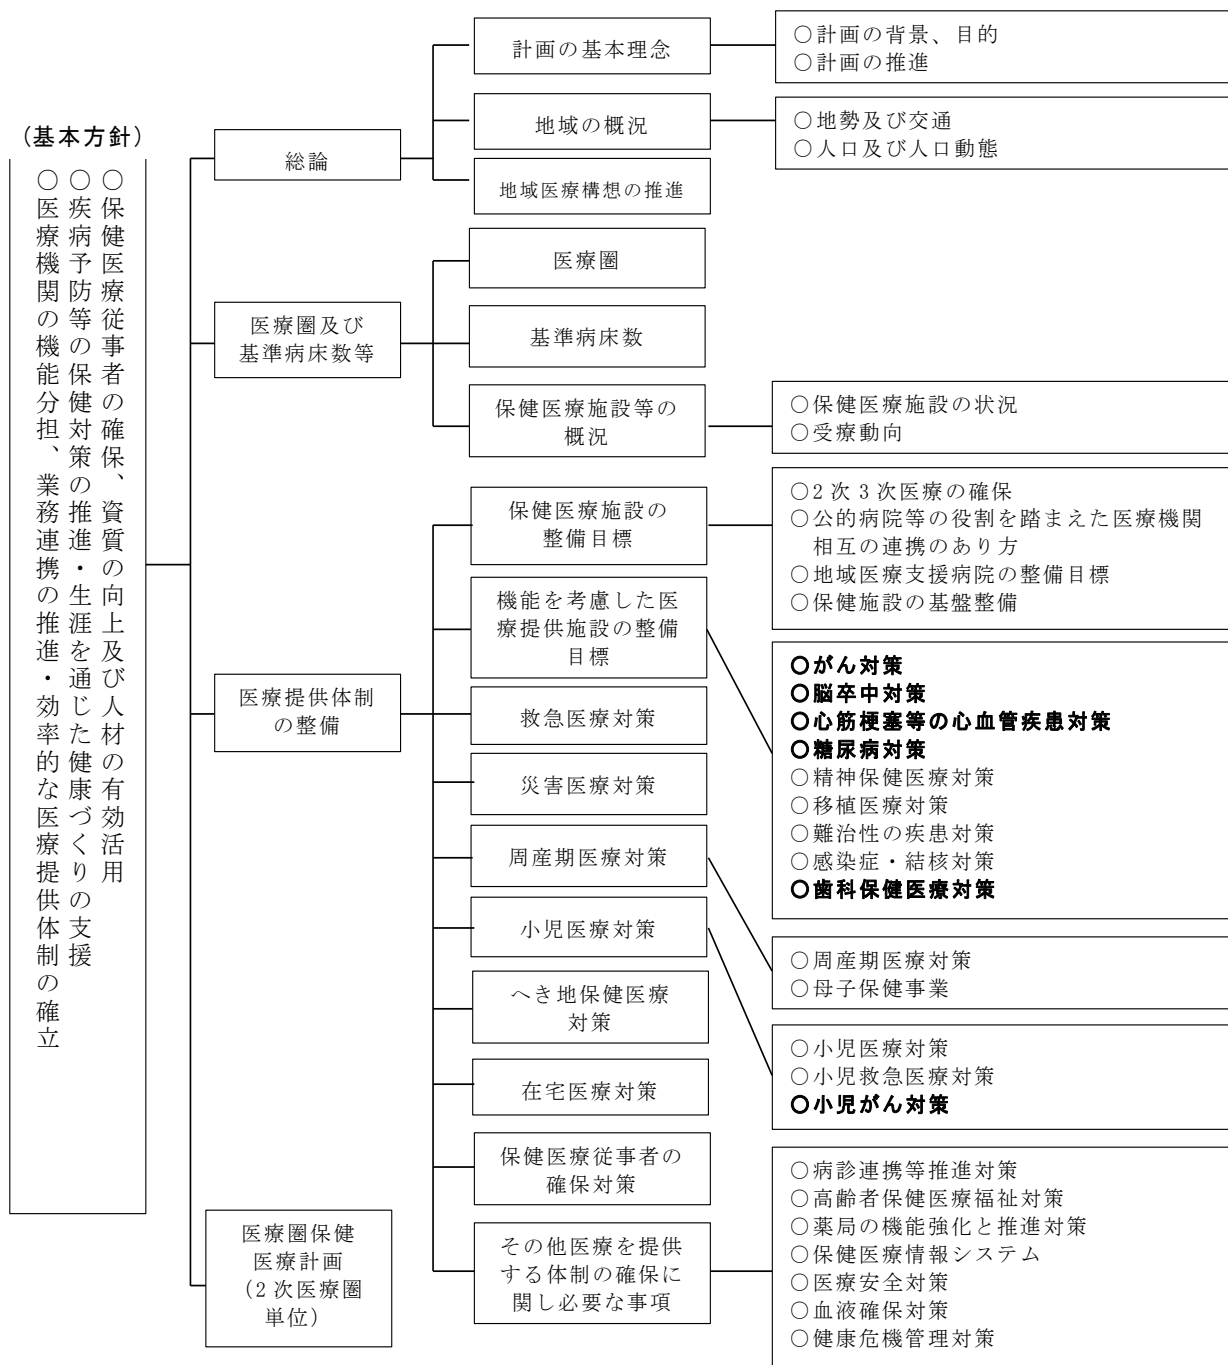 (基本方針)
○保健医療従事者の確保、資質の向上及び人材の有効活用
○疾病予防等の保健対策の推進・生涯を通じた健康づくりの支援
○医療機関の機能分担、業務連携の推進・効率的な医療提供体制の確立
総論
計画の基本理念
○計画の背景、目的
○計画の推進
地域の概況
○地勢及び交通
○人口及び人口動態
地域医療構想の推進
医療圏及び
基準病床数等
医療圏
基準病床数
保健医療施設等の
概況
○保健医療施設の状況
○受療動向
医療提供体制
の整備
保健医療施設の
整備目標
○2次3次医療の確保
○公的病院等の役割を踏まえた医療機関
相互の連携のあり方
○地域医療支援病院の整備目標
○保健施設の基盤整備
機能を考慮した医
療提供施設の整備
目標
○がん対策
○脳卒中対策
○心筋梗塞等の心血管疾患対策
○糖尿病対策
○精神保健医療対策
○移植医療対策
○難治性の疾患対策
○感染症・結核対策
○歯科保健医療対策
救急医療対策
災害医療対策
周産期医療対策
○周産期医療対策
○母子保健事業
小児医療対策
○小児医療対策
○小児救急医療対策
○小児がん対策
へき地保健医療
対策
在宅医療対策
保健医療従事者の
確保対策
その他医療を提供
する体制の確保に
関し必要な事項
○病診連携等推進対策
○高齢者保健医療福祉対策
○薬局の機能強化と推進対策
○保健医療情報システム
○医療安全対策
○血液確保対策
○健康危機管理対策
医療圏保健
医療計画
(2次医療圏
単位)